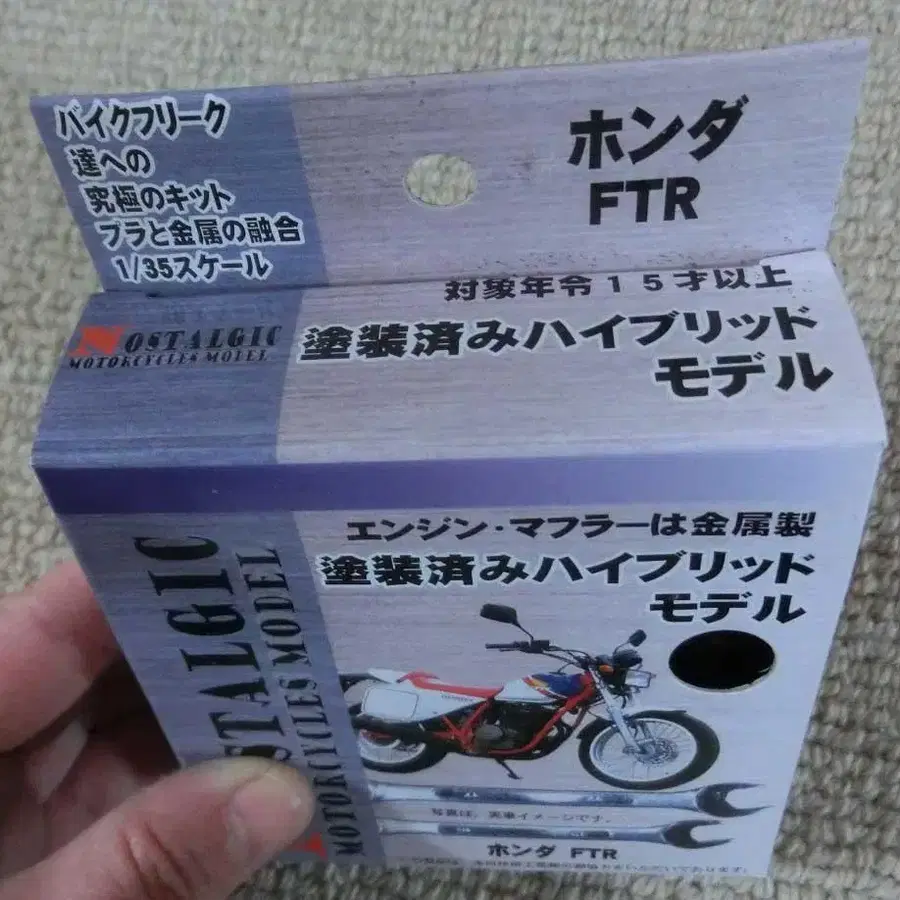 バイクフリーク
達への
究極のキット
プラと金属の融合
1/35スケール
ホンダ
FTR
対象年令15才以上
NOSTALGIC
MOTORCYCLES MODEL
塗装済みハイブリッド
モデル
エンジン・マフラーは金属製
塗装済みハイブリッド
モデル
STALGIC
MOTORCYCLES MODEL
写真は、実車イメージです。
ホンダ FTR